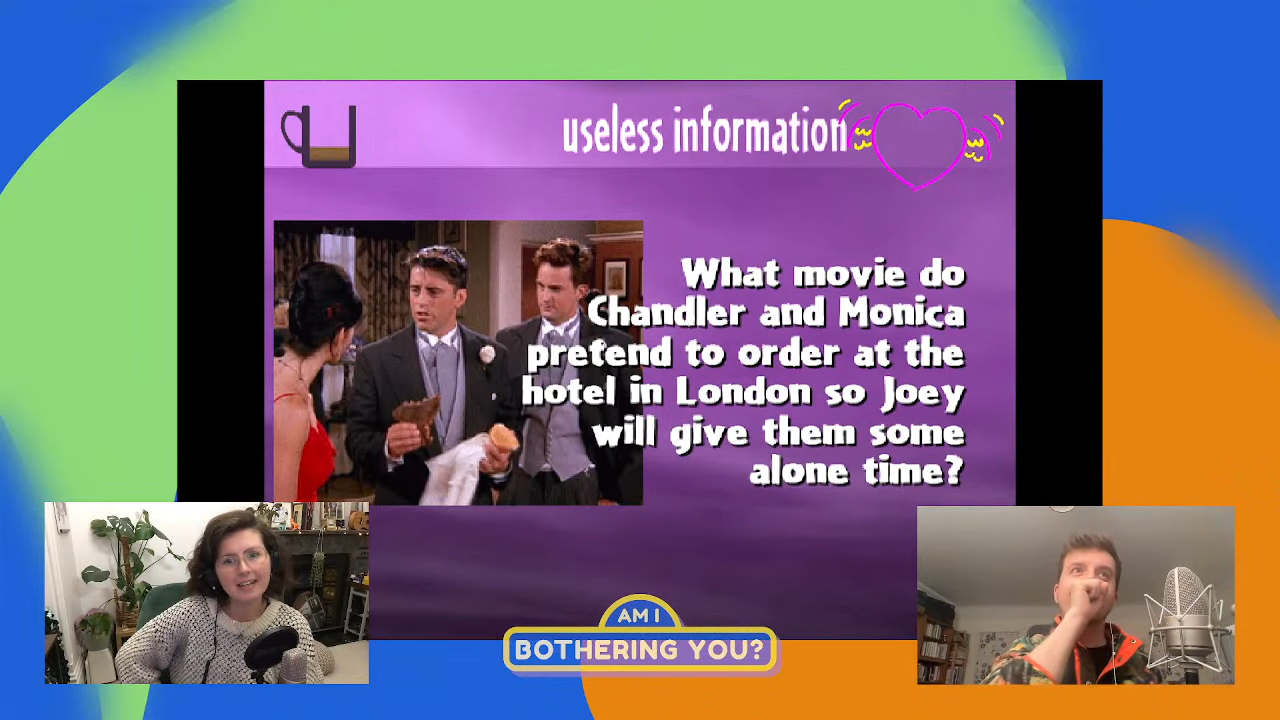 useless information
What movie do
Chandler and Monica
pretend to order at the
hotel in London so Joey
will give them some
alone time?
AM I
BOTHERING YOU?